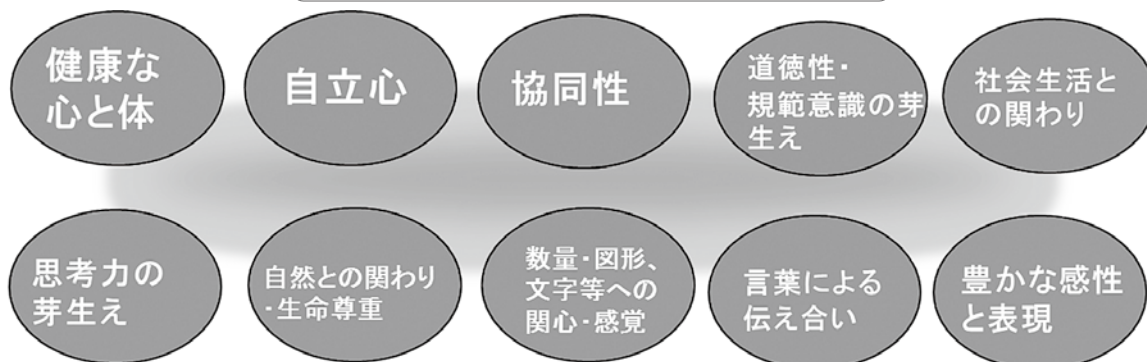 健康な
心と体
自立心
協同性
道徳性・
規範意識の芽
生え
社会生活と
の関わり
思考力の
芽生え
自然との関わり
・生命尊重
数量・図形、
文字等への
関心・感覚
言葉による
伝え合い
豊かな感性
と表現